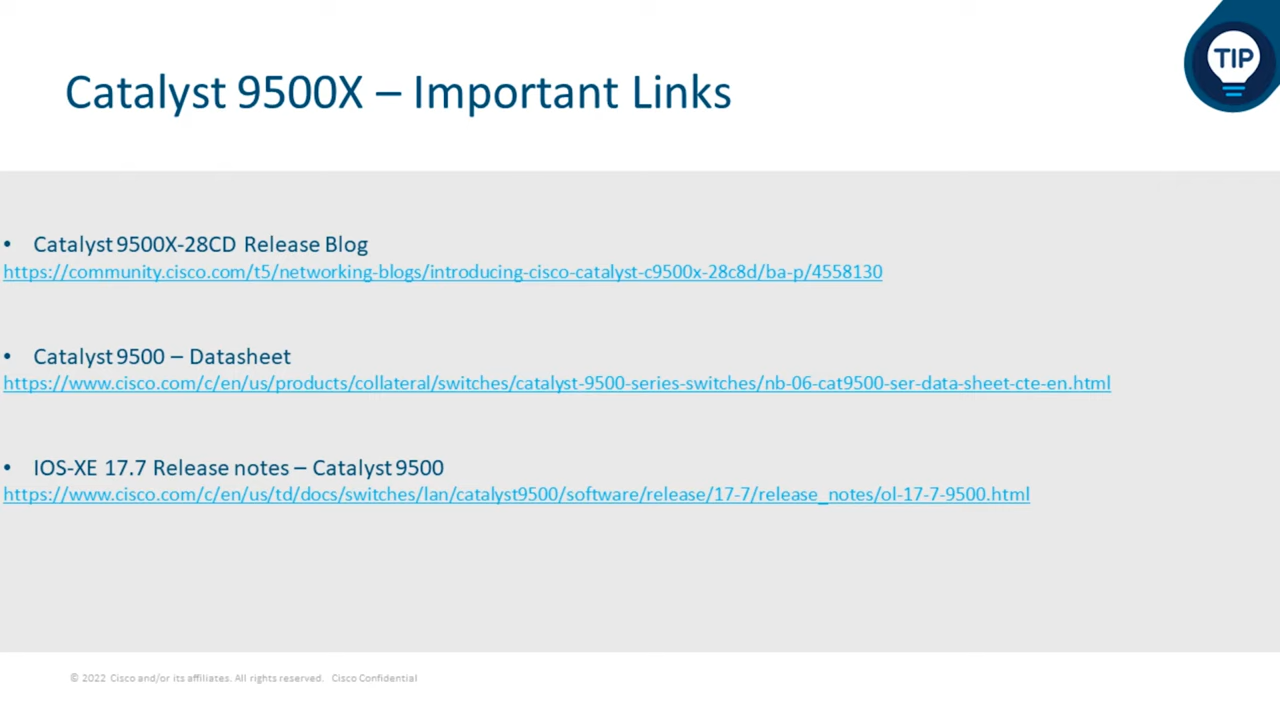 TIP
Catalyst 9500X – Important Links
• Catalyst 9500X-28CD Release Blog
https://community.cisco.com/t5/networking-blogs/introducing-cisco-catalyst-c9500x-28c8d/ba-p/4558130
• Catalyst 9500 – Datasheet
https://www.cisco.com/c/en/us/products/collateral/switches/catalyst-9500-series-switches/nb-06-cat9500-ser-data-sheet-cte-en.html
• IOS-XE 17.7 Release notes – Catalyst 9500
https://www.cisco.com/c/en/us/td/docs/switches/lan/catalyst9500/software/release/17-7/release_notes/ol-17-7-9500.html
© 2022 Cisco and/or its affiliates. All rights reserved. Cisco Confidential